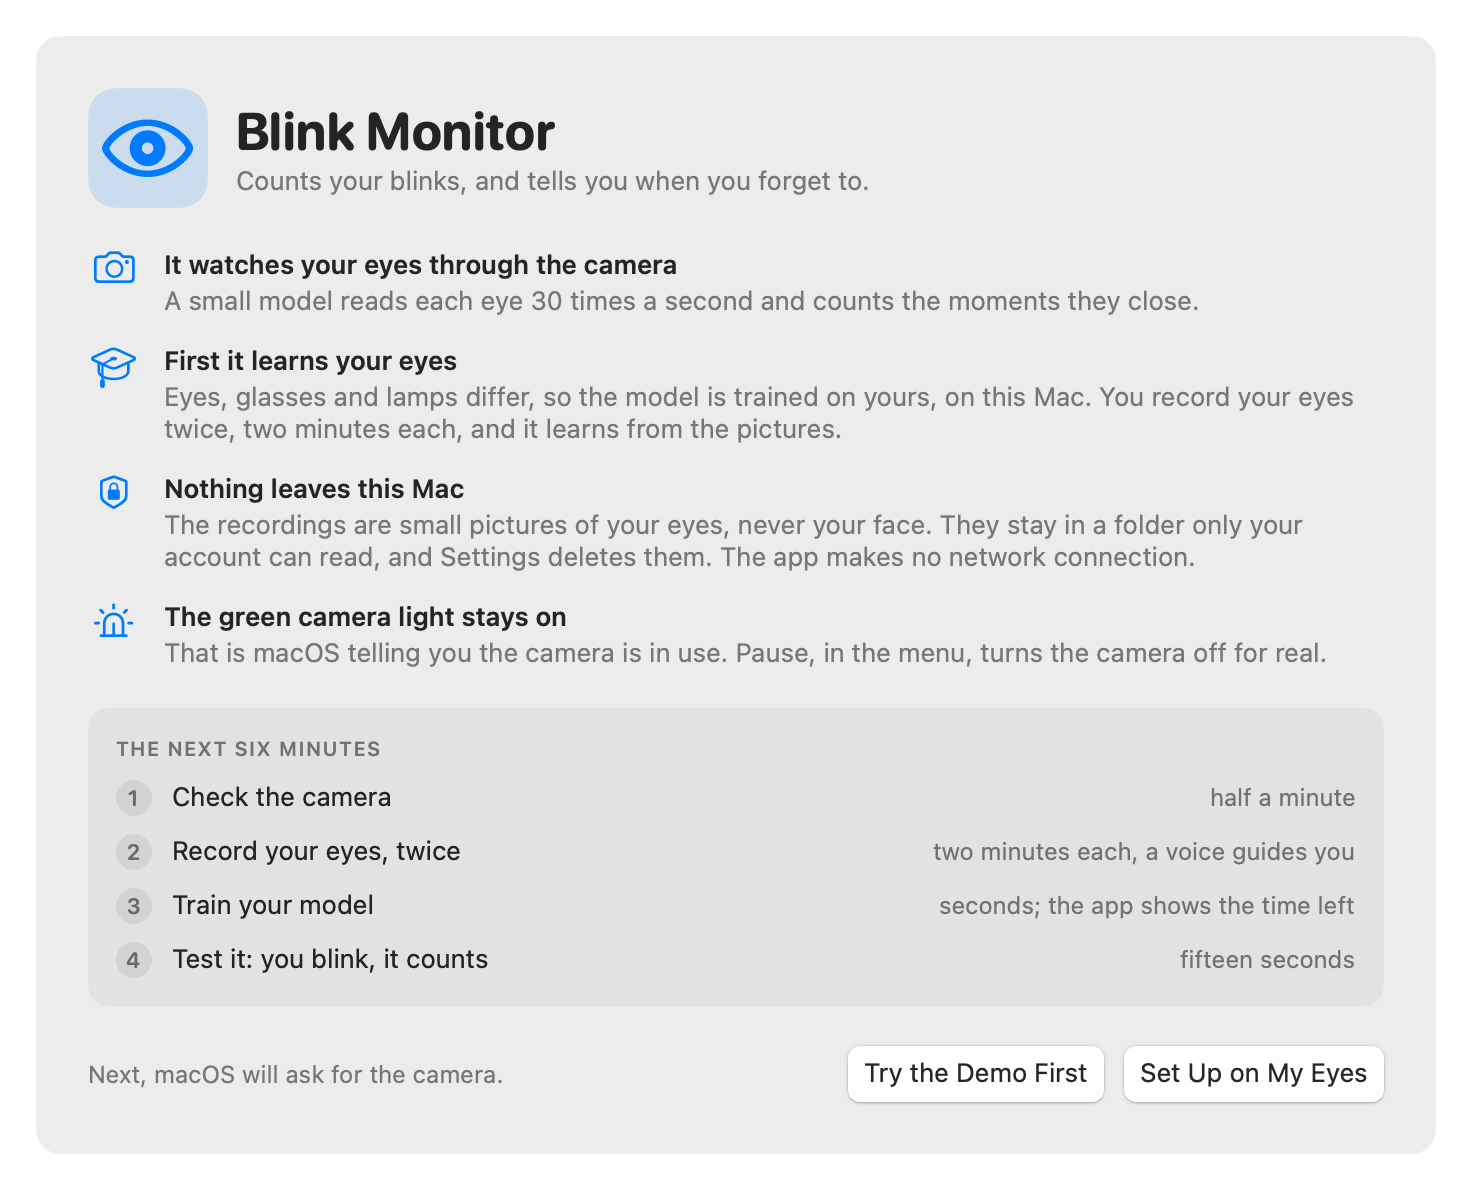 Blink Monitor
Counts your blinks, and tells you when you forget to.
It watches your eyes through the camera
A small model reads each eye 30 times a second and counts the moments they close.
First it learns your eyes
Eyes, glasses and lamps differ, so the model is trained on yours, on this Mac. You record your eyes
twice, two minutes each, and it learns from the pictures.
Nothing leaves this Mac
The recordings are small pictures of your eyes, never your face. They stay in a folder only your
account can read, and Settings deletes them. The app makes no network connection.
The green camera light stays on
That is macOS telling you the camera is in use. Pause, in the menu, turns the camera off for real.
THE NEXT SIX MINUTES
1 Check the camera half a minute
2 Record your eyes, twice two minutes each, a voice guides you
3 Train your model seconds; the app shows the time left
4 Test it: you blink, it counts fifteen seconds
Next, macOS will ask for the camera. Try the Demo First Set Up on My Eyes